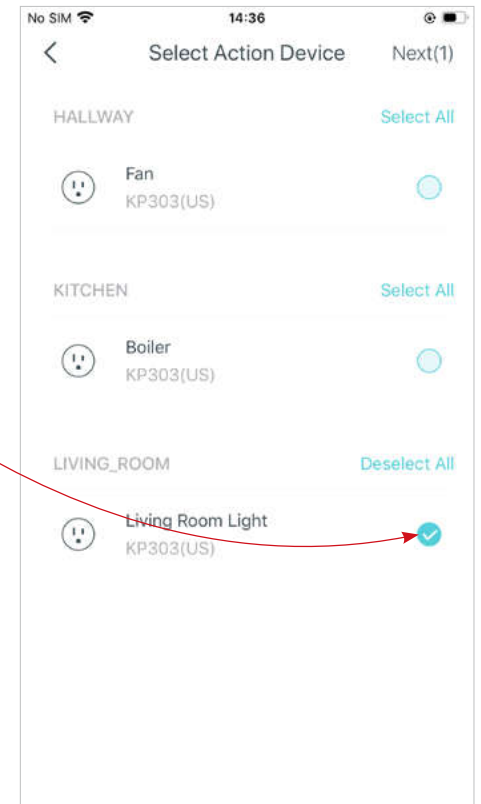 No SIM 14:36
Select Action Device Next(1)
HALLWAY Select All
Fan
KP303(US)
KITCHEN Select All
Boiler
KP303(US)
LIVING_ROOM Deselect All
Living Room Light
KP303(US)